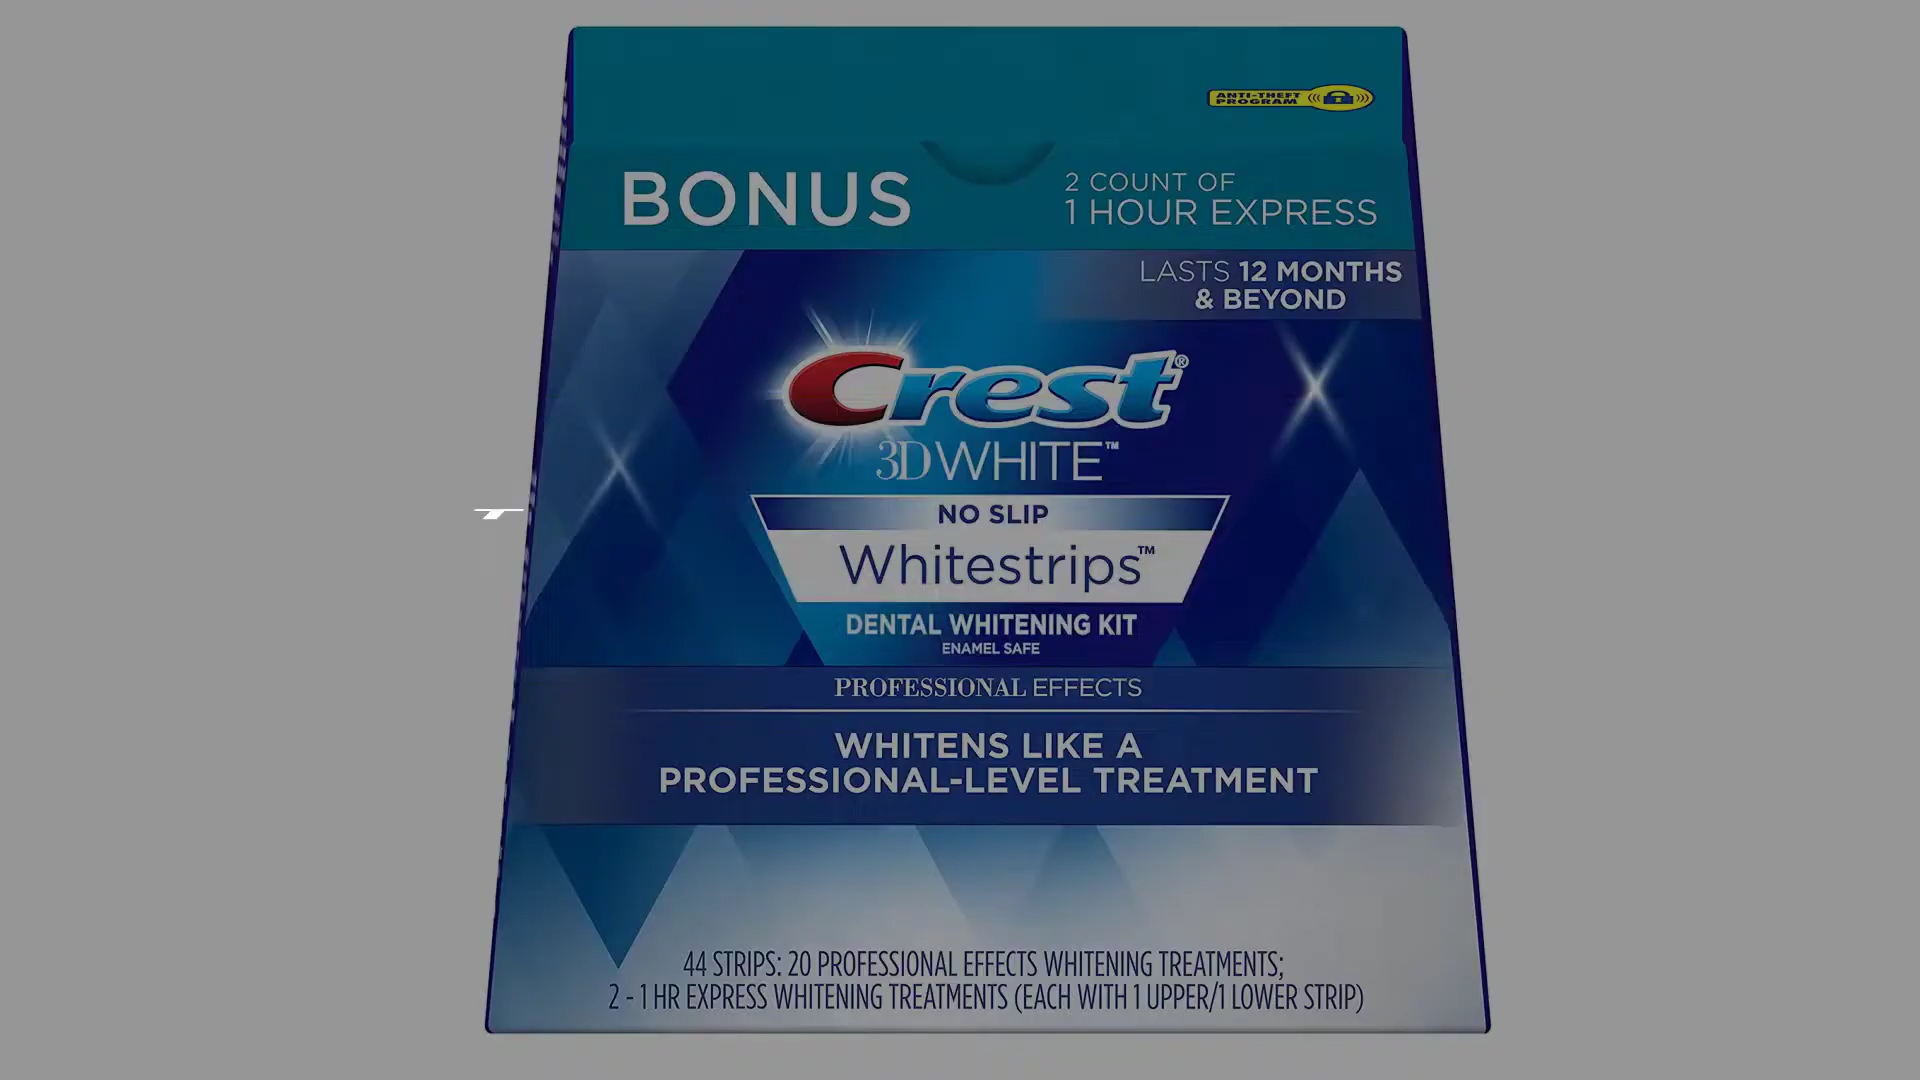 ANTI-THEFT
PROGRAM
BONUS
2 COUNT OF
1 HOUR EXPRESS
LASTS 12 MONTHS
& BEYOND
Crest®
3D WHITE™
NO SLIP
Whitestrips™
DENTAL WHITENING KIT
ENAMEL SAFE
PROFESSIONAL EFFECTS
WHITENS LIKE A
PROFESSIONAL-LEVEL TREATMENT
44 STRIPS: 20 PROFESSIONAL EFFECTS WHITENING TREATMENTS;
2 - 1 HR EXPRESS WHITENING TREATMENTS (EACH WITH 1 UPPER/1 LOWER STRIP)